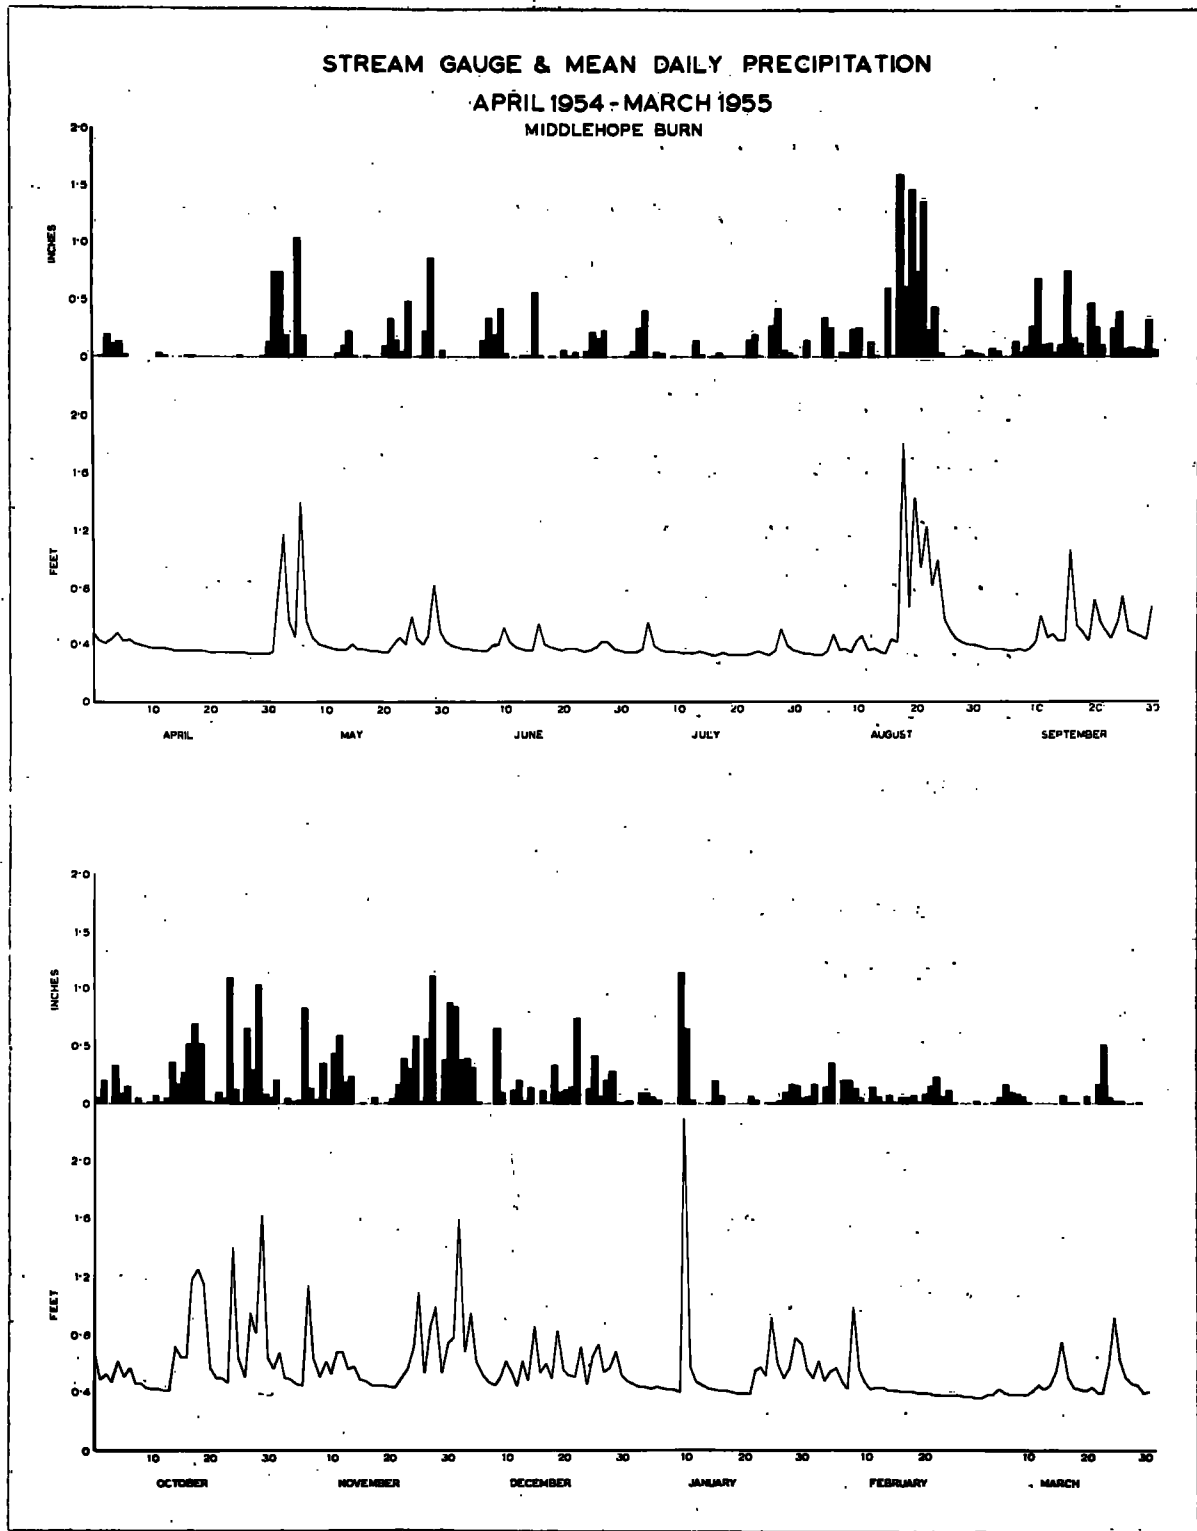 STREAM GAUGE & MEAN DAILY PRECIPITATION
APRIL 1954 - MARCH 1955
MIDDLEHOPE BURN
2·0
1·5
INCHES
1·0
0·5
0
2·0
1·6
1·2
FEET
0·8
0·4
0
10 20 30 10 20 30 10 20 30 10 20 30 10 20 30 10 20 30
APRIL MAY JUNE JULY AUGUST SEPTEMBER
2·0
1·5
INCHES
1·0
0·5
0
2·0
1·6
1·2
FEET
0·8
0·4
0
10 20 30 10 20 30 10 20 30 10 20 30 10 20 10 20 30
OCTOBER NOVEMBER DECEMBER JANUARY FEBRUARY MARCH